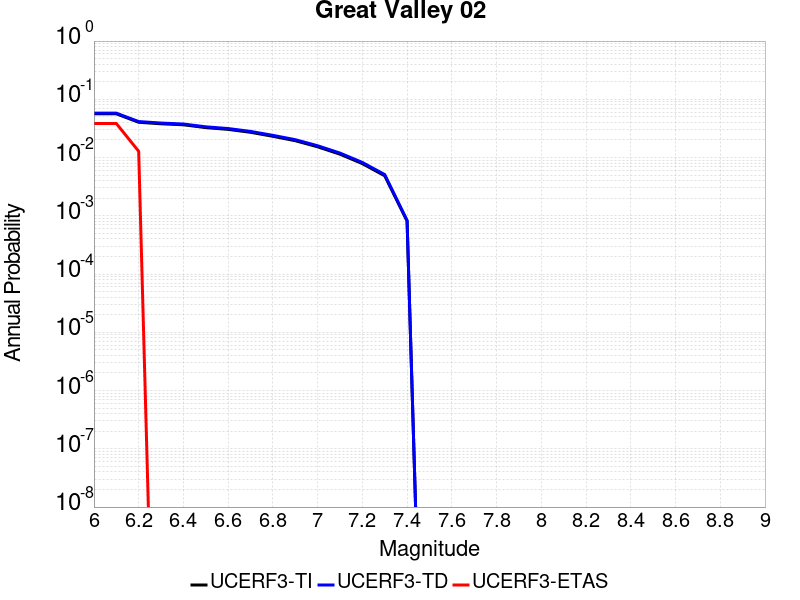 Great Valley 02
10^0
10^-1
10^-2
10^-3
10^-4
10^-5
10^-6
10^-7
10^-8
Annual Probability
6 6.2 6.4 6.6 6.8 7 7.2 7.4 7.6 7.8 8 8.2 8.4 8.6 8.8 9
Magnitude
UCERF3-TI UCERF3-TD UCERF3-ETAS